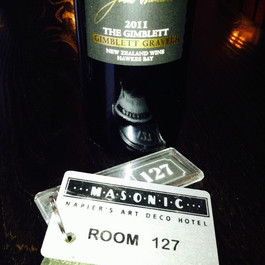 2011
THE GIMBLETT
GIMBLETT GRAVELS
NEW ZEALAND WINE
HAWKES BAY
127
MASONIC
NAPIER'S ART DECO HOTEL
ROOM 127